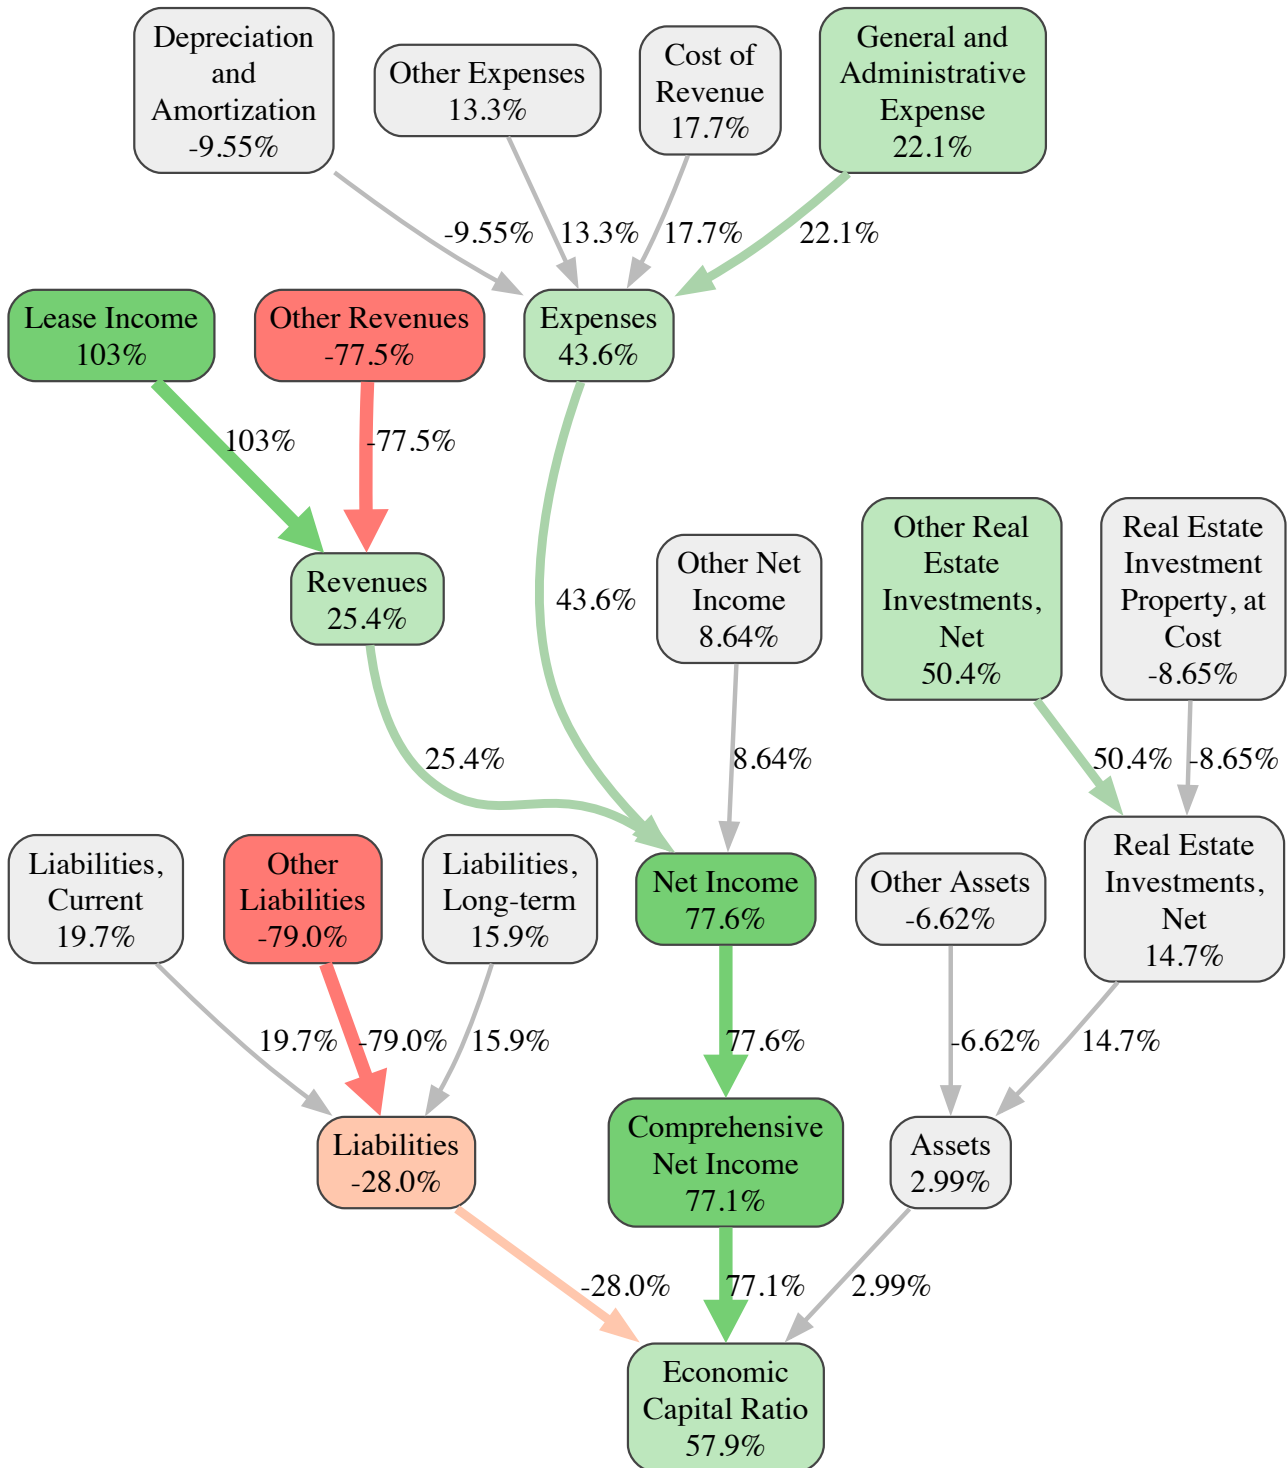 Depreciation
and
Amortization
-9.55%
Other Expenses
13.3%
Cost of
Revenue
17.7%
General and
Administrative
Expense
22.1%
-9.55%
13.3%
17.7%
22.1%
Lease Income
103%
Other Revenues
-77.5%
Expenses
43.6%
103%
-77.5%
Revenues
25.4%
43.6%
Other Net
Income
8.64%
Other Real
Estate
Investments,
Net
50.4%
Real Estate
Investment
Property, at
Cost
-8.65%
25.4%
8.64%
50.4%
-8.65%
Liabilities,
Current
19.7%
Other
Liabilities
-79.0%
Liabilities,
Long-term
15.9%
Net Income
77.6%
Other Assets
-6.62%
Real Estate
Investments,
Net
14.7%
19.7%
-79.0%
15.9%
77.6%
-6.62%
14.7%
Liabilities
-28.0%
Comprehensive
Net Income
77.1%
Assets
2.99%
-28.0%
77.1%
2.99%
Economic
Capital Ratio
57.9%